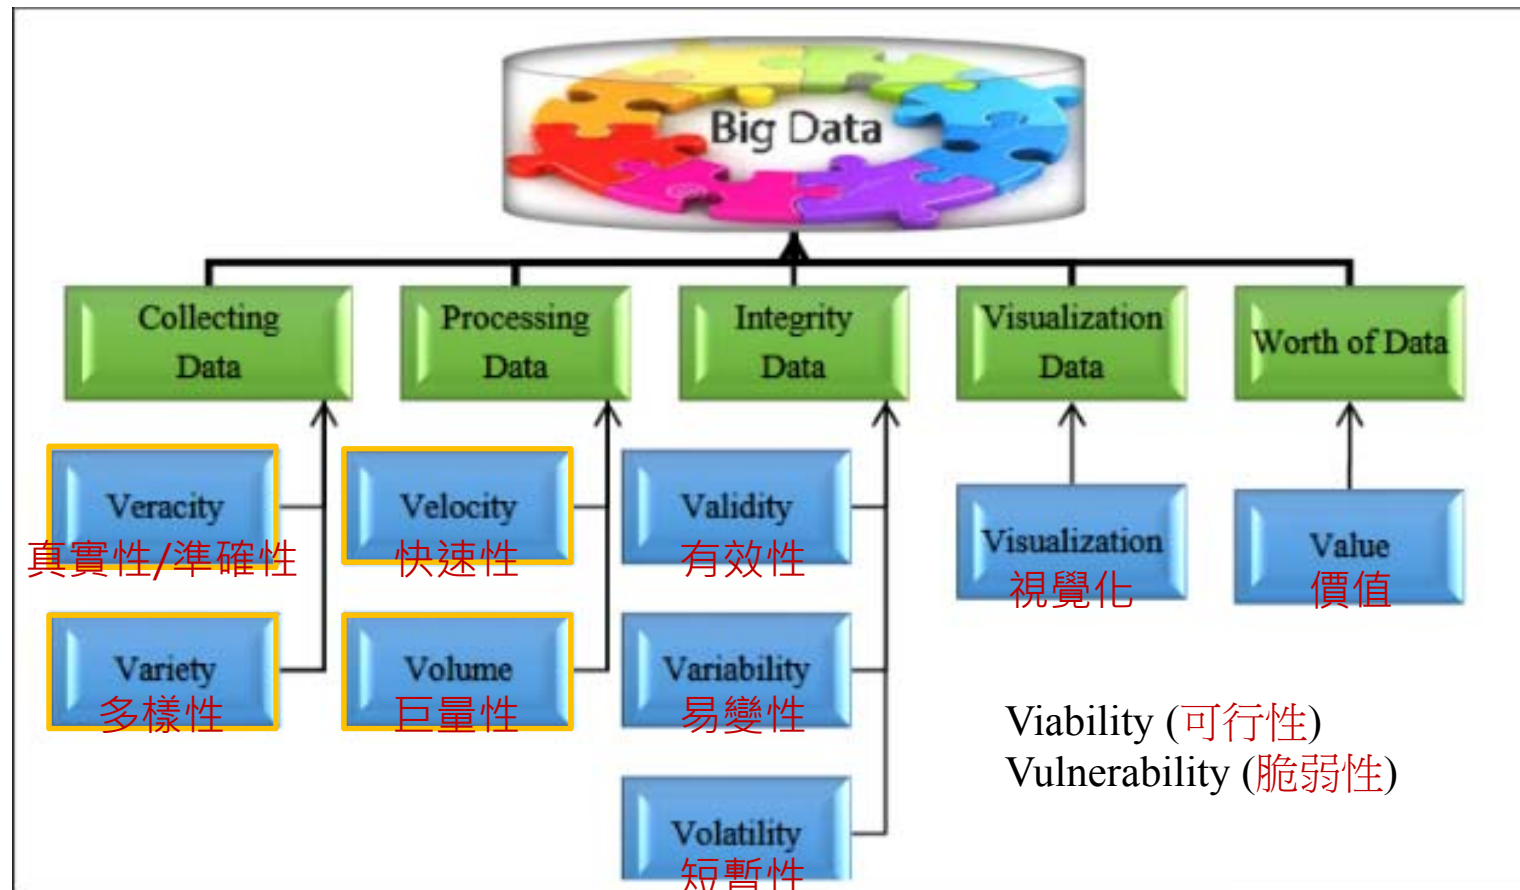 Big Data
Collecting
Data
Processing
Data
Integrity
Data
Visualization
Data
Worth of Data
Veracity
真實性/準確性
Velocity
快速性
Validity
有效性
Visualization
視覺化
Value
價值
Variety
多樣性
Volume
巨量性
Variability
易變性
Viability (可行性)
Vulnerability (脆弱性)
Volatility
短暫性